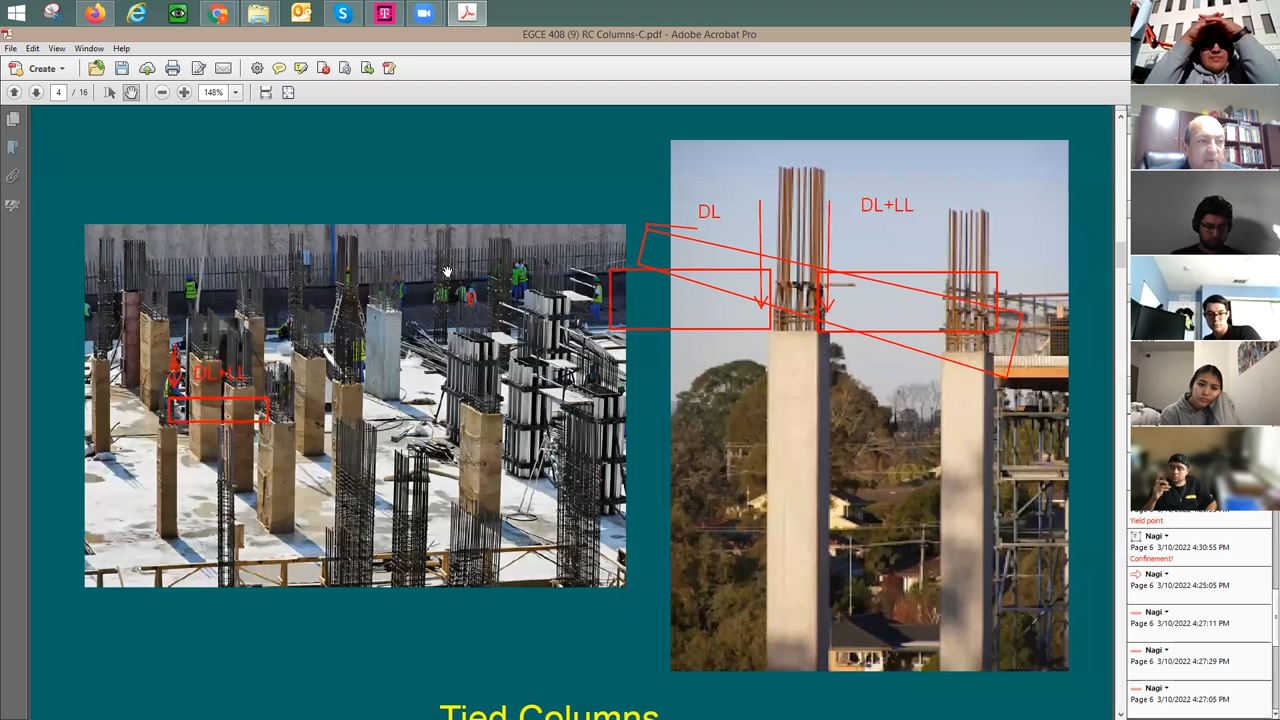 EGCE 408 (9) RC Columns-C.pdf - Adobe Acrobat Pro
File Edit View Window Help
Create
4 / 16 148%
DL
DL+LL
DL+LL
Tied Columns
Yield point
Nagi
Page 6 3/10/2022 4:30:55 PM
Confinement!
Nagi
Page 6 3/10/2022 4:25:05 PM
Nagi
Page 6 3/10/2022 4:27:11 PM
Nagi
Page 6 3/10/2022 4:27:29 PM
Nagi
Page 6 3/10/2022 4:27:05 PM